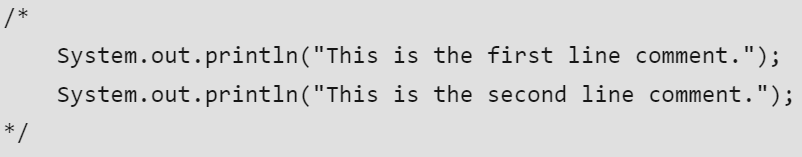 /*
    System.out.println("This is the first line comment.");
    System.out.println("This is the second line comment.");
*/